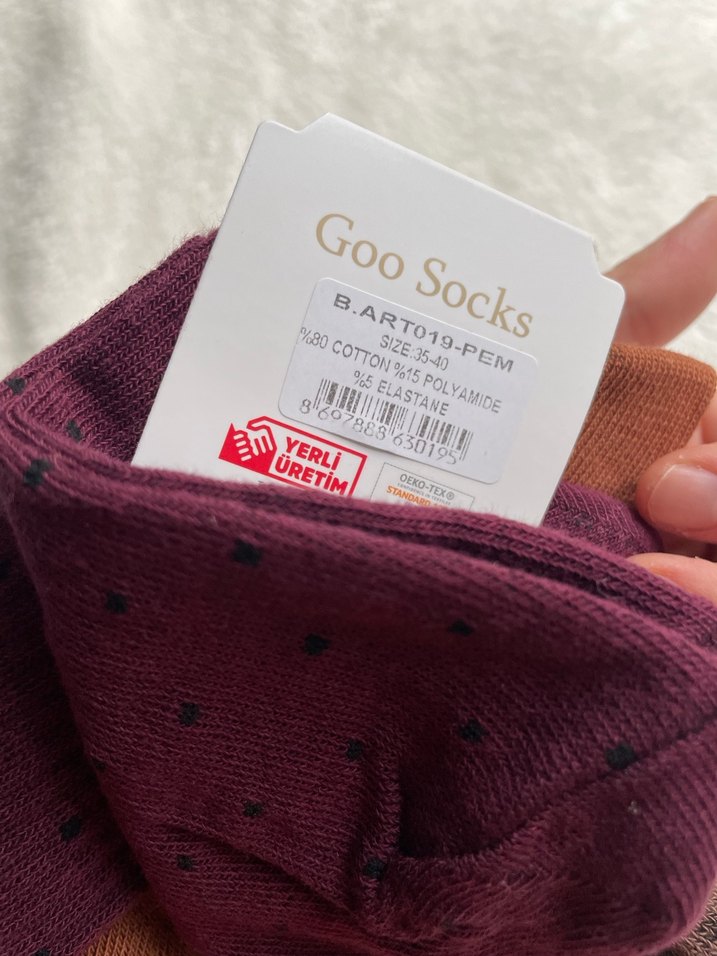 Goo Socks
B.ART019-PEM
SIZE:35-40
%80 COTTON %15 POLYAMIDE
%5 ELASTANE
8 697888 630195
YERLİ
ÜRETİM
OEKO-TEX®
STANDARD